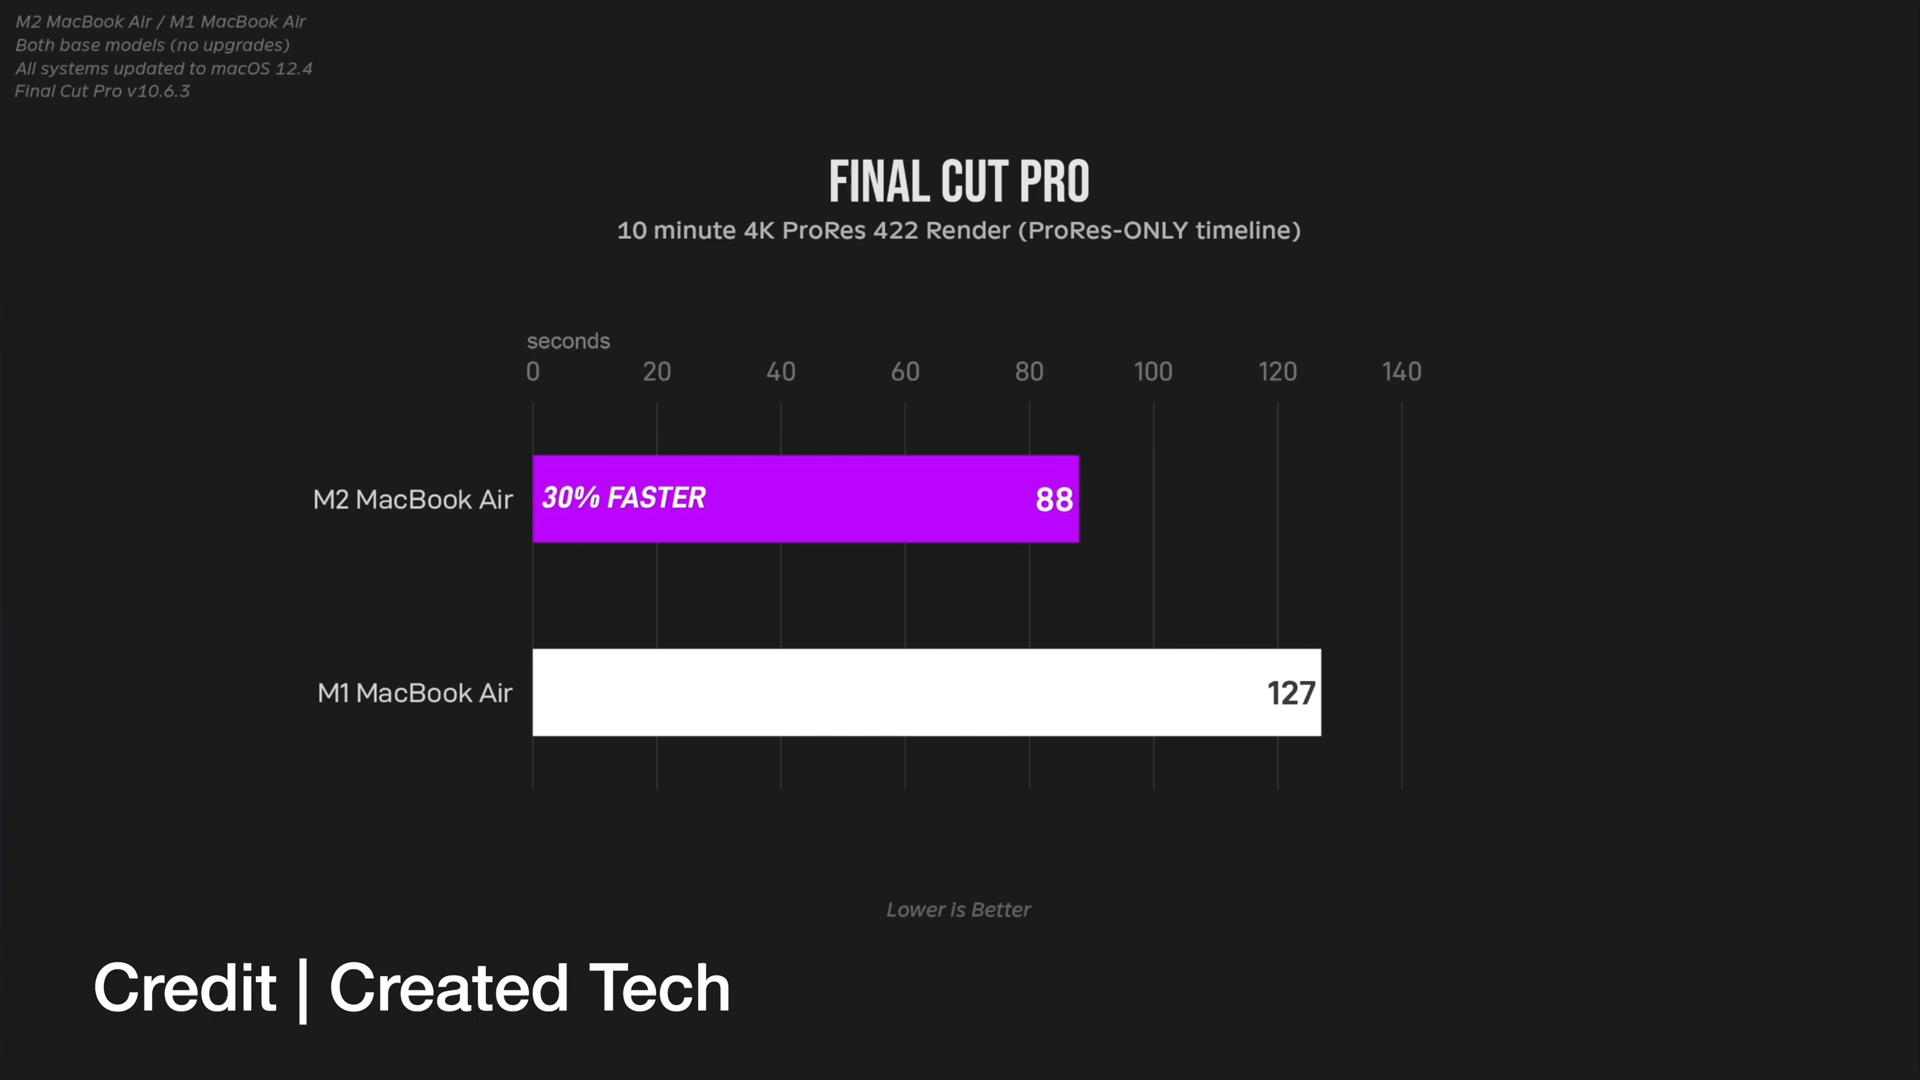 M2 MacBook Air / M1 MacBook Air
Both base models (no upgrades)
All systems updated to macOS 12.4
Final Cut Pro v10.6.3
FINAL CUT PRO
10 minute 4K ProRes 422 Render (ProRes-ONLY timeline)
seconds
0 20 40 60 80 100 120 140
M2 MacBook Air 30% FASTER 88
M1 MacBook Air 127
Lower is Better
Credit | Created Tech